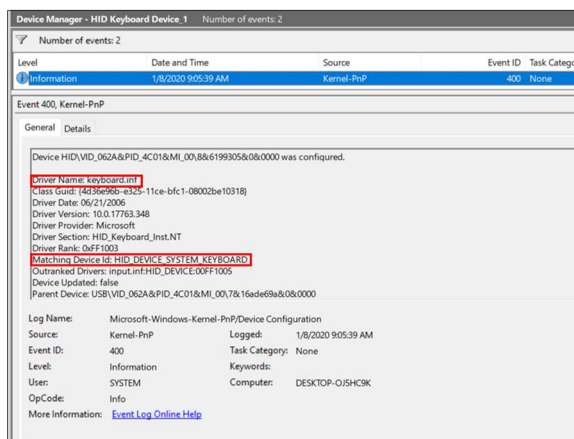 Device Manager - HID Keyboard Device_1 Number of events: 2
Number of events: 2
Level Date and Time Source Event ID Task Catego
Information 1/8/2020 9:05:39 AM Kernel-PnP 400 None
Event 400, Kernel-PnP
General Details
Device HID\VID_062A&PID_4C01&MI_00\8&6199305&0&0000 was configured.
Driver Name: keyboard.inf
Class Guid: {4d36e96b-e325-11ce-bfc1-08002be10318}
Driver Date: 06/21/2006
Driver Version: 10.0.17763.348
Driver Provider: Microsoft
Driver Section: HID_Keyboard_Inst.NT
Driver Rank: 0xFF1003
Matching Device Id: HID_DEVICE_SYSTEM_KEYBOARD
Outranked Drivers: input.inf:HID_DEVICE:00FF1005
Device Updated: false
Parent Device: USB\VID_062A&PID_4C01&MI_00\7&16ade69a&0&0000
Log Name: Microsoft-Windows-Kernel-PnP/Device Configuration
Source: Kernel-PnP Logged: 1/8/2020 9:05:39 AM
Event ID: 400 Task Category: None
Level: Information Keywords:
User: SYSTEM Computer: DESKTOP-OJ5HC9K
OpCode: Info
More Information: Event Log Online Help